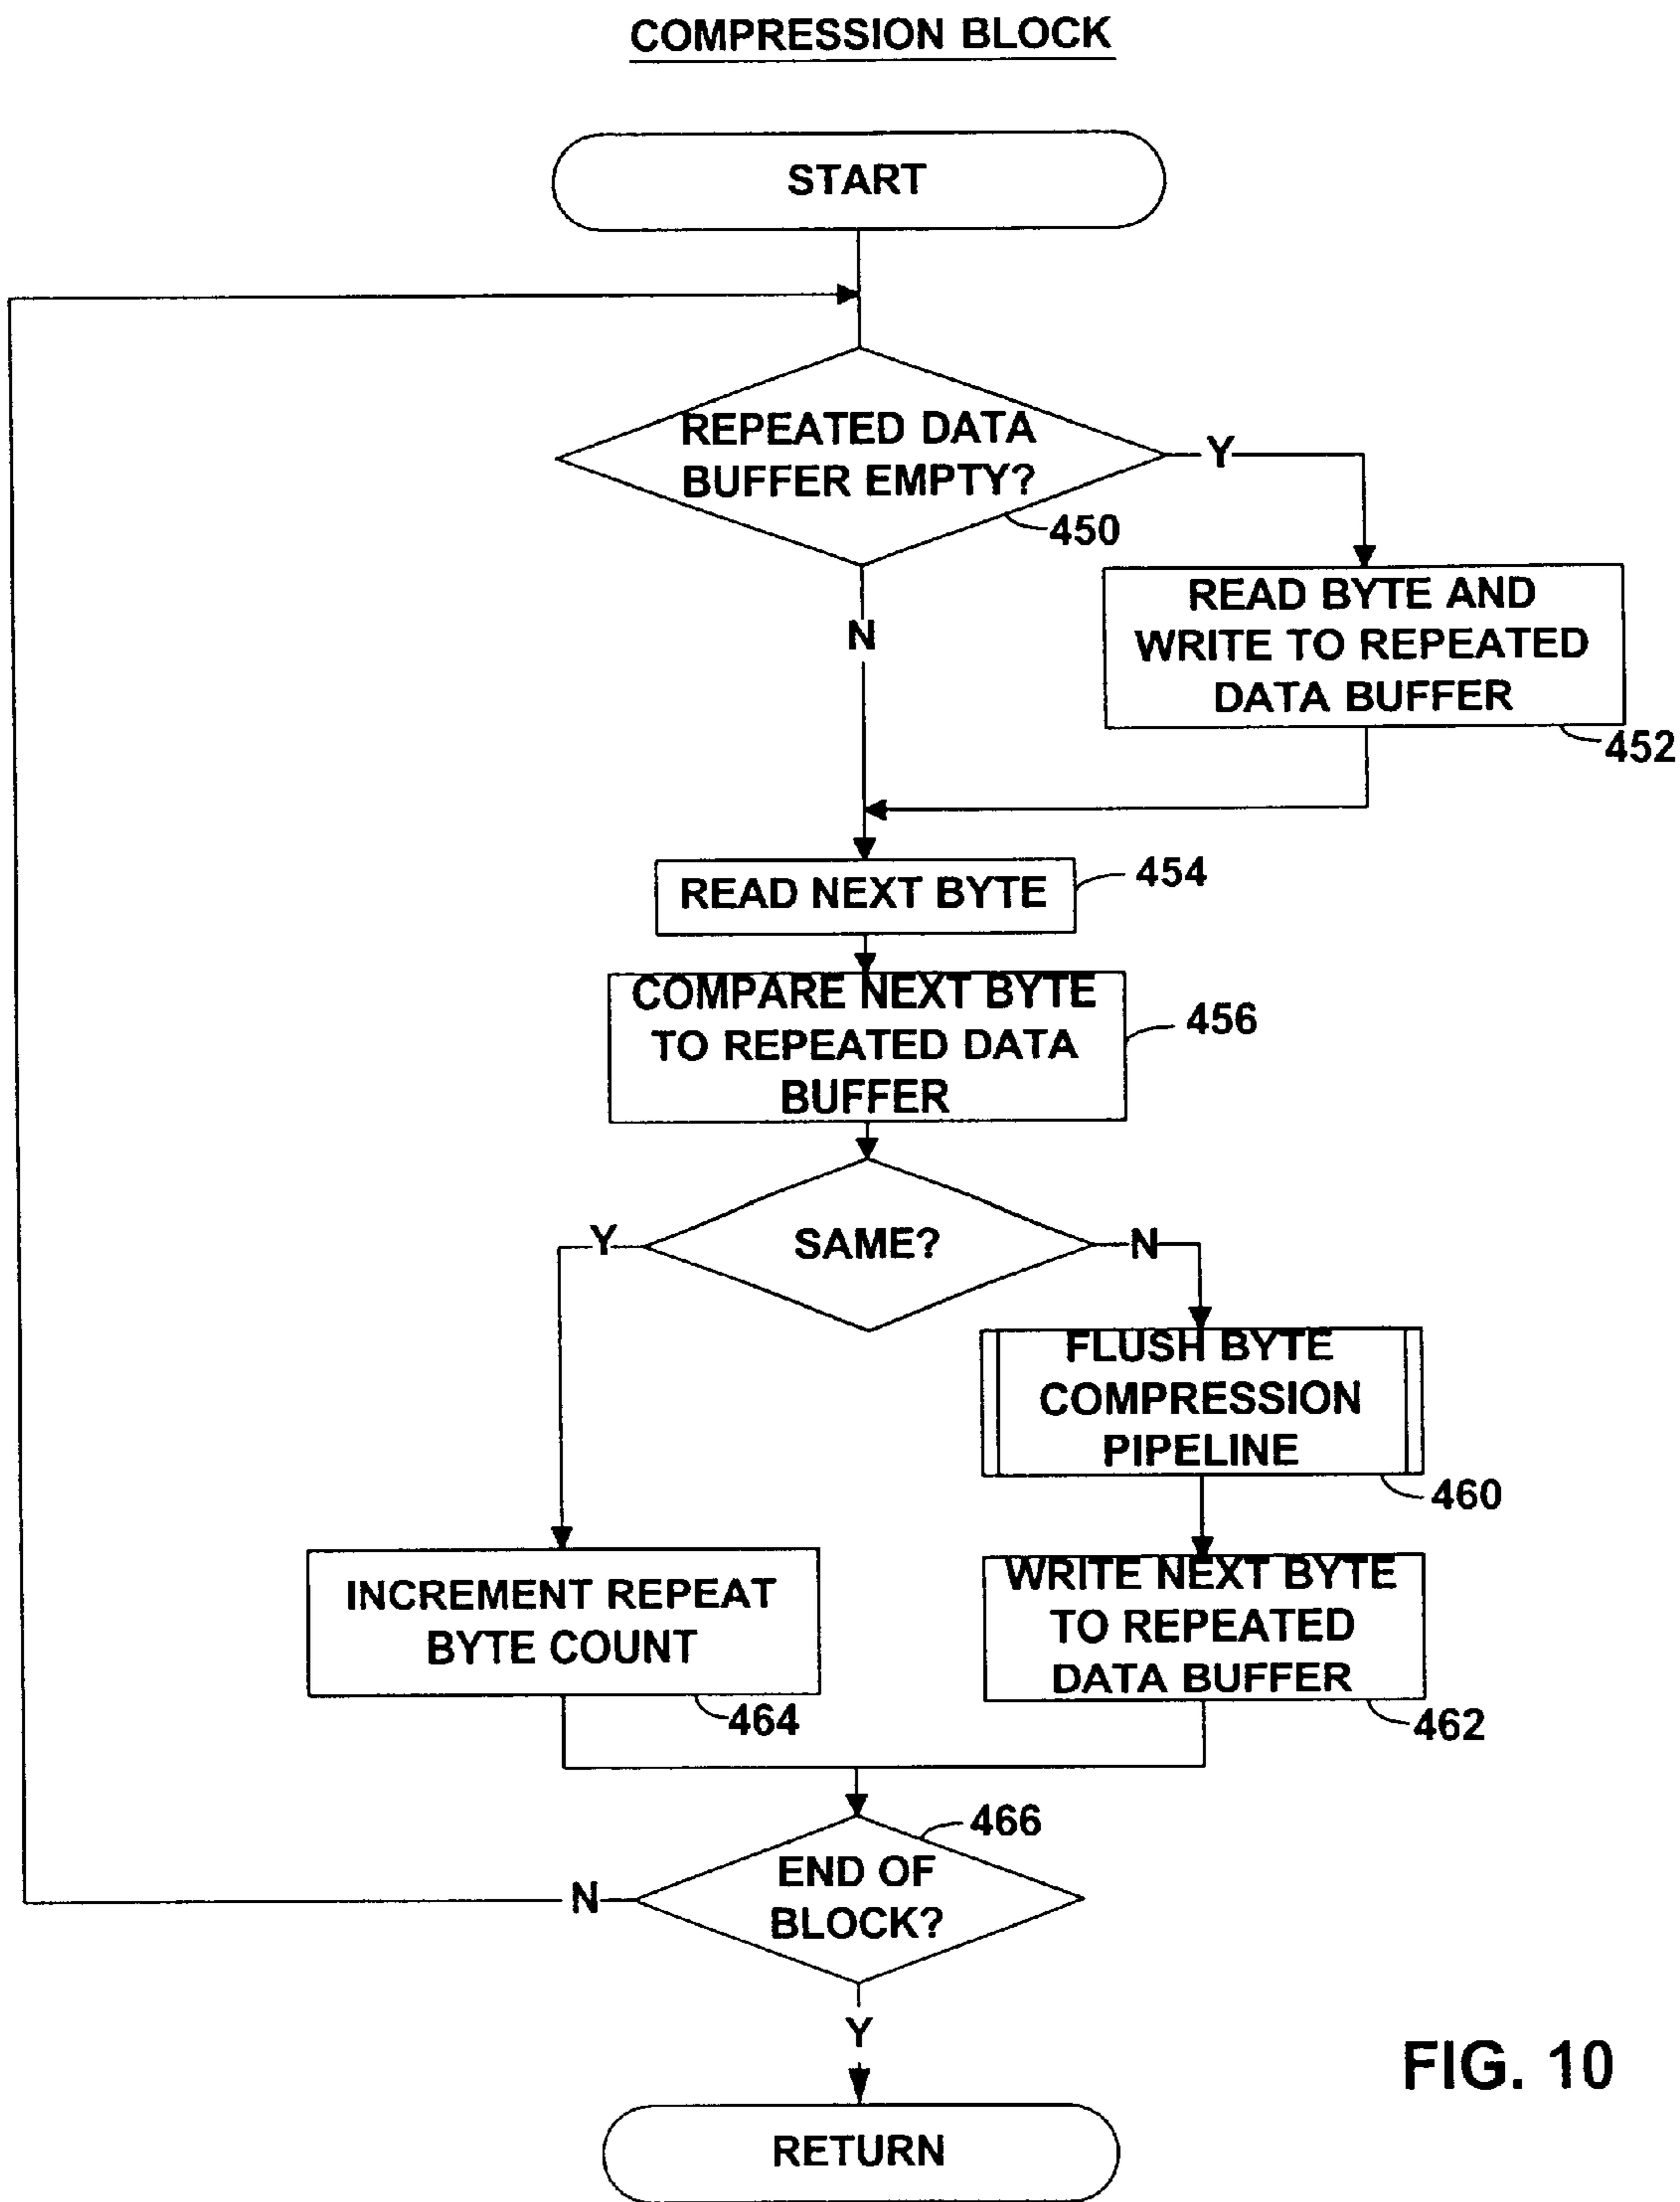 COMPRESSION BLOCK
START
REPEATED DATA
BUFFER EMPTY?
Y
450
N
READ BYTE AND
WRITE TO REPEATED
DATA BUFFER
452
READ NEXT BYTE
454
COMPARE NEXT BYTE
TO REPEATED DATA
BUFFER
456
Y
SAME?
N
FLUSH BYTE
COMPRESSION
PIPELINE
460
INCREMENT REPEAT
BYTE COUNT
464
WRITE NEXT BYTE
TO REPEATED
DATA BUFFER
462
466
END OF
BLOCK?
N
Y
RETURN
FIG. 10